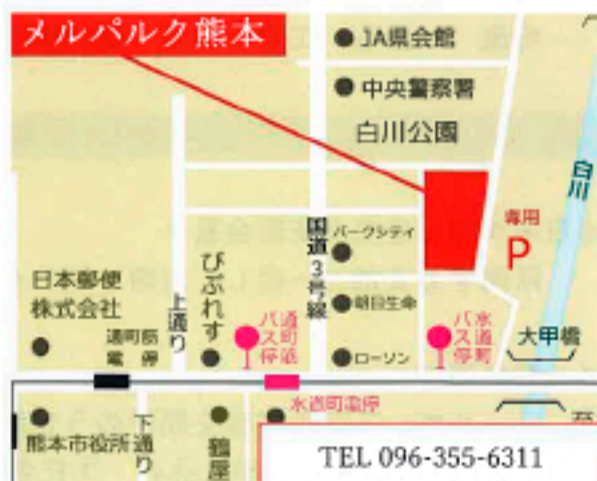 メルパルク熊本
JA県会館
中央警察署
白川公園
白川
専用
P
国道3号線
パークシティ
びぷれす
日本郵便
株式会社
上通り
朝日生命
通町筋
電停
通町筋
バス停
水道町
バス停
大甲橋
ローソン
水道町電停
至
熊本市役所
下通り
鶴屋
TEL 096-355-6311